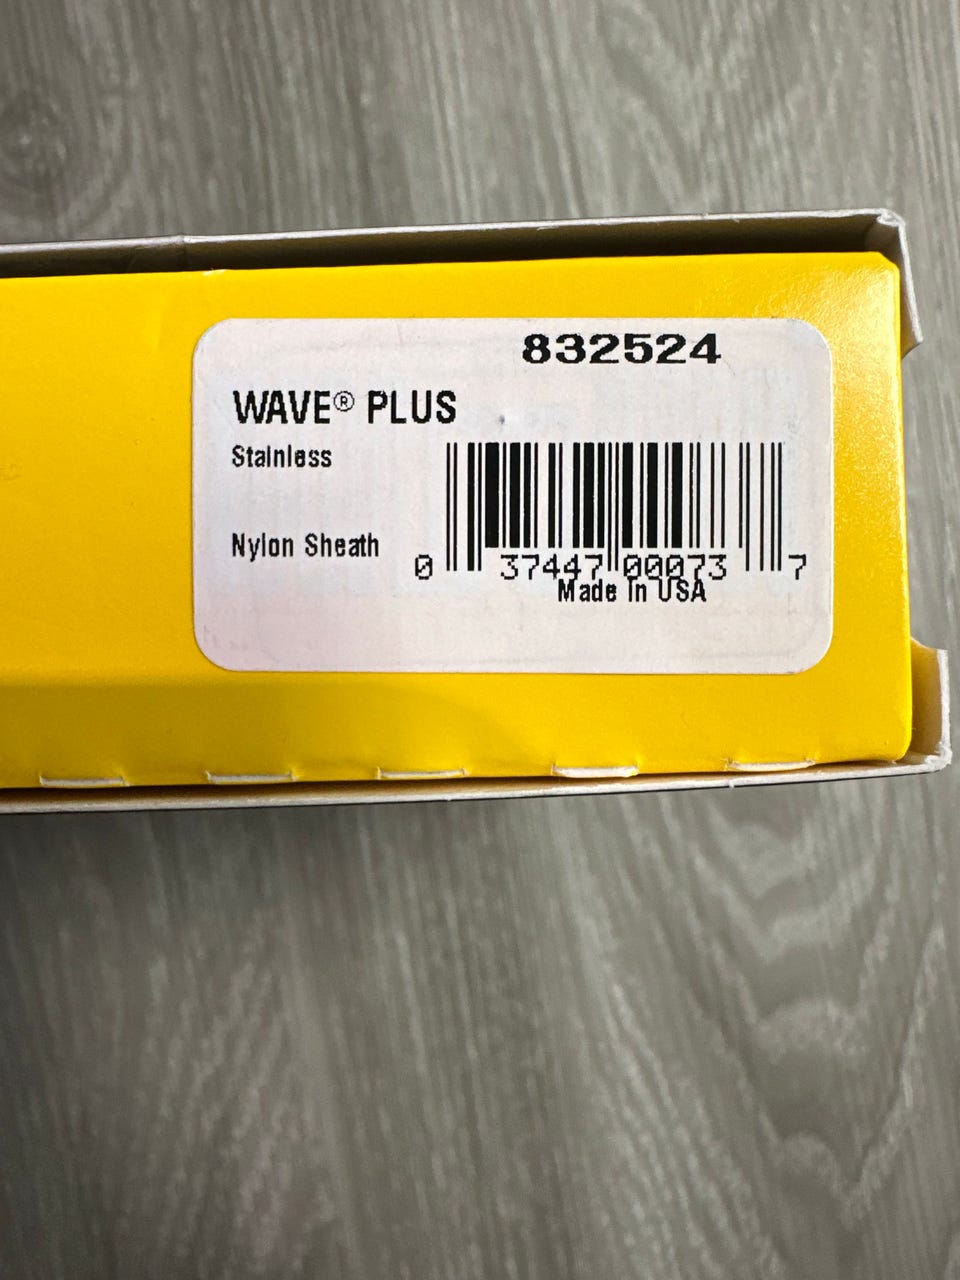 832524
WAVE® PLUS
Stainless
Nylon Sheath
0 37447 00073 7
Made in USA